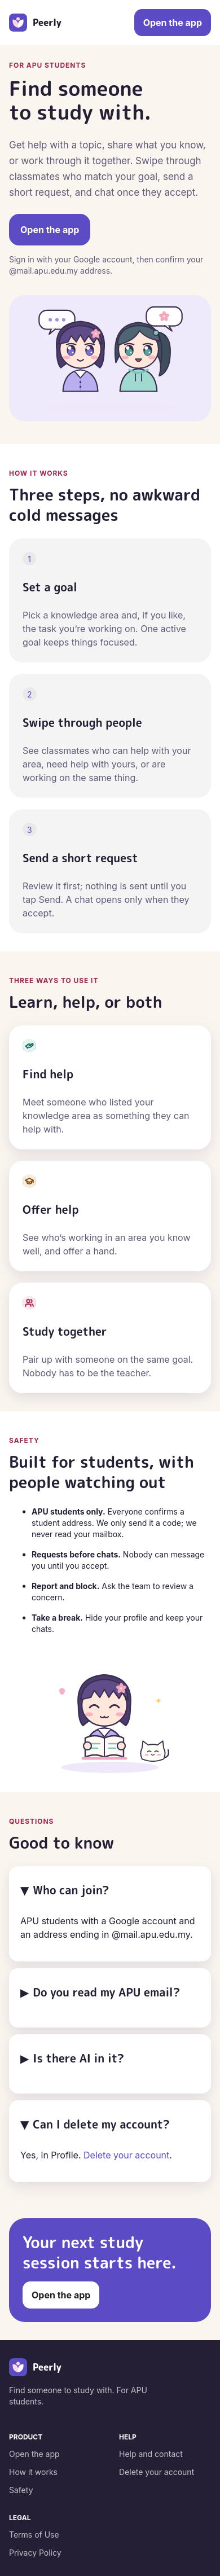 Peerly
Open the app
FOR APU STUDENTS
Find someone
to study with.
Get help with a topic, share what you know,
or work through it together. Swipe through
classmates who match your goal, send a
short request, and chat once they accept.
Open the app
Sign in with your Google account, then confirm your
@mail.apu.edu.my address.
HOW IT WORKS
Three steps, no awkward
cold messages
1
Set a goal
Pick a knowledge area and, if you like,
the task you're working on. One active
goal keeps things focused.
2
Swipe through people
See classmates who can help with your
area, need help with yours, or are
working on the same thing.
3
Send a short request
Review it first; nothing is sent until you
tap Send. A chat opens only when they
accept.
THREE WAYS TO USE IT
Learn, help, or both
Find help
Meet someone who listed your
knowledge area as something they can
help with.
Offer help
See who's working in an area you know
well, and offer a hand.
Study together
Pair up with someone on the same goal.
Nobody has to be the teacher.
SAFETY
Built for students, with
people watching out
• APU students only. Everyone confirms a
student address. We only send it a code; we
never read your mailbox.
• Requests before chats. Nobody can message
you until you accept.
• Report and block. Ask the team to review a
concern.
• Take a break. Hide your profile and keep your
chats.
QUESTIONS
Good to know
▼ Who can join?
APU students with a Google account and
an address ending in @mail.apu.edu.my.
▶ Do you read my APU email?
▶ Is there AI in it?
▼ Can I delete my account?
Yes, in Profile. Delete your account.
Your next study
session starts here.
Open the app
Peerly
Find someone to study with. For APU
students.
PRODUCT
Open the app
How it works
Safety
HELP
Help and contact
Delete your account
LEGAL
Terms of Use
Privacy Policy